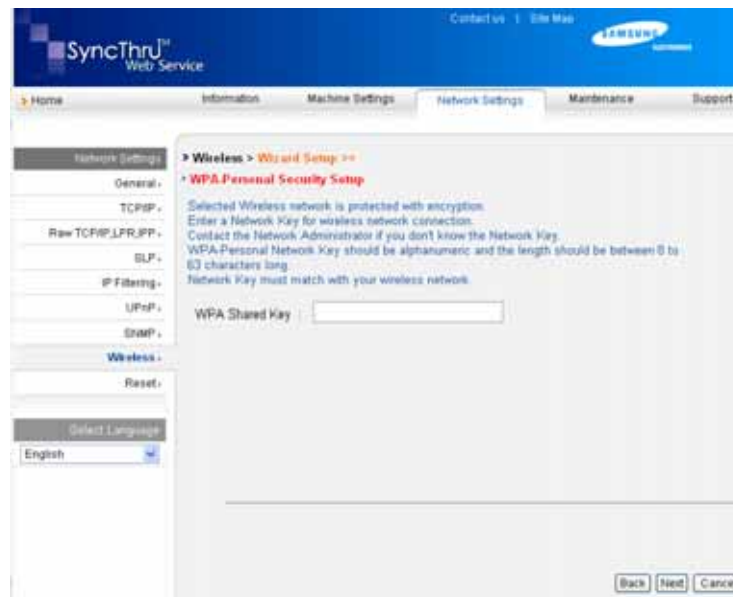 Contact us | Site Map
SAMSUNG
ELECTRONICS
SyncThru™
Web Service
Home
Information
Machine Settings
Network Settings
Maintenance
Support
Network Settings
General
TCP/IP
Raw TCP/IP,LPR,IPP
SLP
IP Filtering
UPnP
SNMP
Wireless
Reset
Select Language
English
Wireless > Wizard Setup >>
WPA-Personal Security Setup
Selected Wireless network is protected with encryption.
Enter a Network Key for wireless network connection.
Contact the Network Administrator if you don't know the Network Key.
WPA-Personal Network Key should be alphanumeric and the length should be between 8 to
63 characters long.
Network Key must match with your wireless network.
WPA Shared Key :
Back
Next
Cance